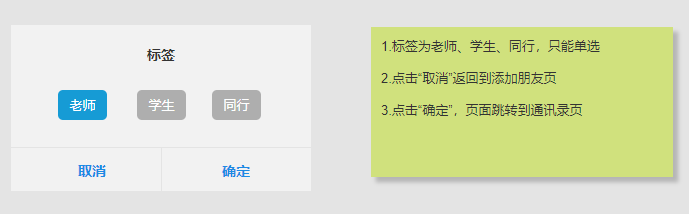 标签
老师 学生 同行
取消 确定
1.标签为老师、学生、同行，只能单选
2.点击“取消”返回到添加朋友页
3.点击“确定”，页面跳转到通讯录页